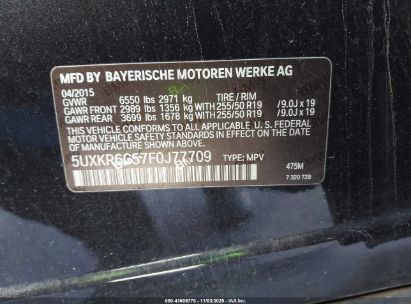 MFD BY BAYERISCHE MOTOREN WERKE AG
04/2015 TIRE / RIM
GVWR 6550 lbs 2971 kg
GAWR FRONT 2989 lbs 1356 kg WITH 255/50 R19 / 9.0J x 19
GAWR REAR 3699 lbs 1678 kg WITH 255/50 R19 / 9.0J x 19
THIS VEHICLE CONFORMS TO ALL APPLICABLE
U.S. FEDERAL MOTOR VEHICLE SAFETY STANDARDS IN
EFFECT ON THE DATE OF MANUFACTURE SHOWN ABOVE.
5UXKR6C57F0J77709 TYPE: MPV 475M
7 320 729